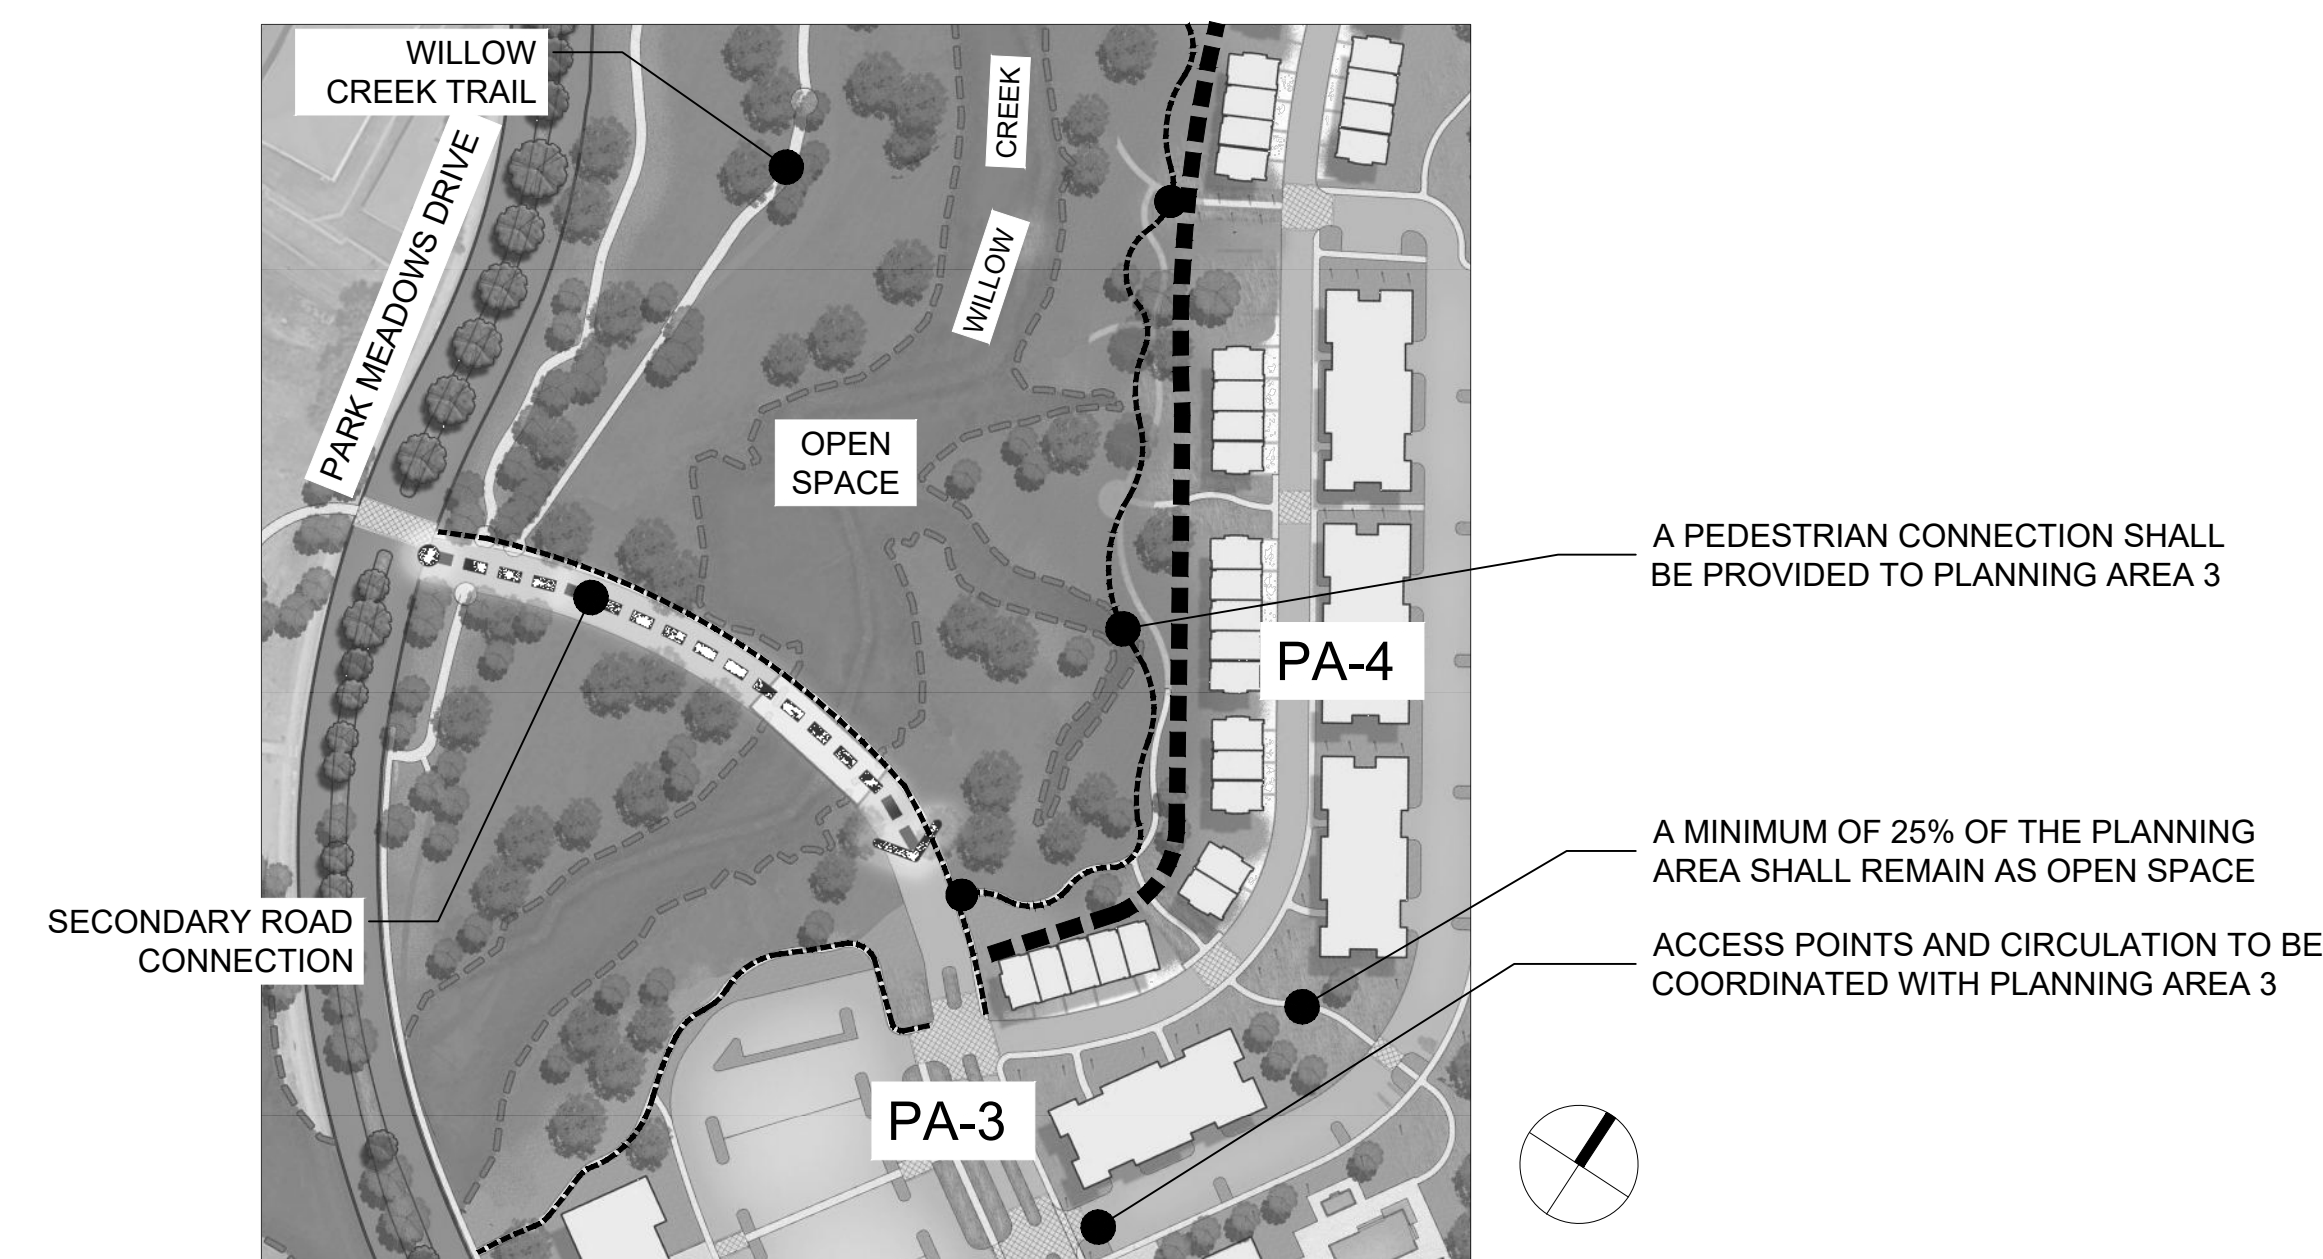 WILLOW
CREEK TRAIL
PARK MEADOWS DRIVE
CREEK
WILLOW
OPEN
SPACE
A PEDESTRIAN CONNECTION SHALL
BE PROVIDED TO PLANNING AREA 3
PA-4
A MINIMUM OF 25% OF THE PLANNING
AREA SHALL REMAIN AS OPEN SPACE
SECONDARY ROAD
CONNECTION
ACCESS POINTS AND CIRCULATION TO BE
COORDINATED WITH PLANNING AREA 3
PA-3